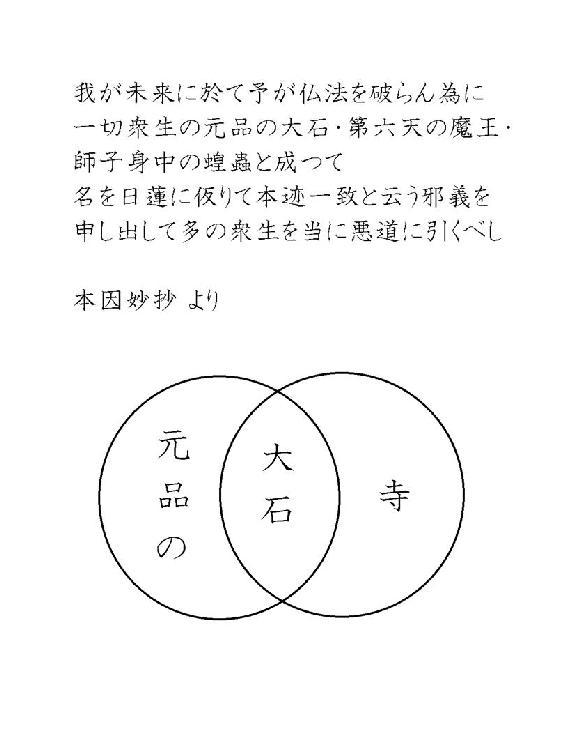 我が未来に於て予が仏法を破らん為に
一切衆生の元品の大石・第六天の魔王・
師子身中の蝗蟲と成つて
名を日蓮に仮りて本迹一致と云う邪義を
申し出して多の衆生を当に悪道に引くべし
本因妙抄 より
元品の
大石
寺